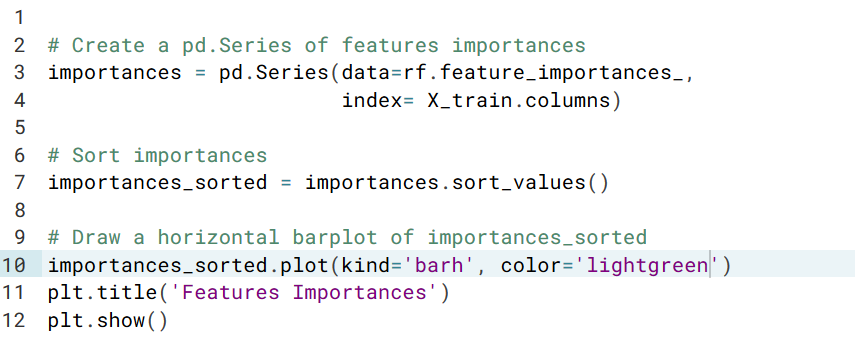 1
2 # Create a pd.Series of features importances
3 importances = pd.Series(data=rf.feature_importances_,
4                         index= X_train.columns)
5
6 # Sort importances
7 importances_sorted = importances.sort_values()
8
9 # Draw a horizontal barplot of importances_sorted
10 importances_sorted.plot(kind='barh', color='lightgreen')
11 plt.title('Features Importances')
12 plt.show()